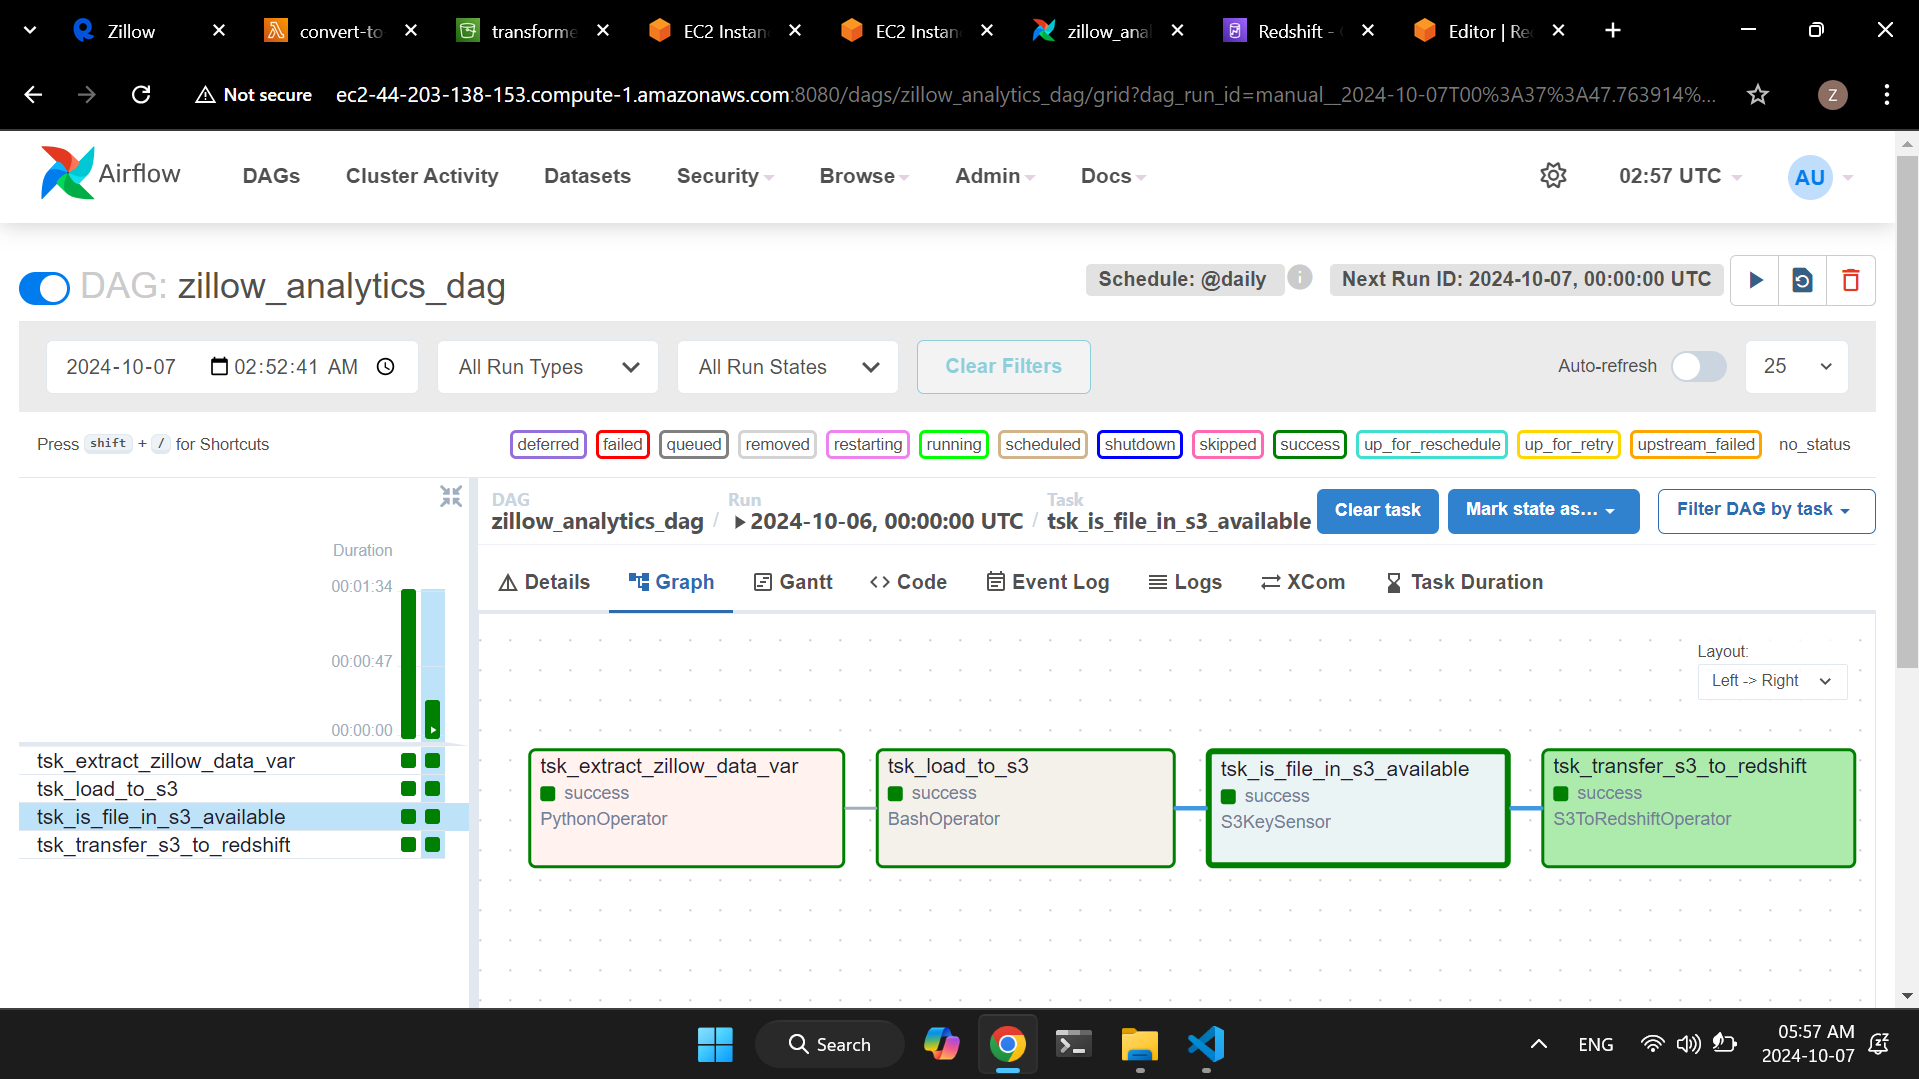 Zillow
convert-to
transforme
EC2 Instan
EC2 Instan
zillow_anal
Redshift -
Editor | Re
Not secure
ec2-44-203-138-153.compute-1.amazonaws.com:8080/dags/zillow_analytics_dag/grid?dag_run_id=manual__2024-10-07T00%3A37%3A47.763914%...
Z
Airflow
DAGs
Cluster Activity
Datasets
Security
Browse
Admin
Docs
02:57 UTC
AU
DAG: zillow_analytics_dag
Schedule: @daily
i
Next Run ID: 2024-10-07, 00:00:00 UTC
2024-10-07 02:52:41 AM
All Run Types
All Run States
Clear Filters
Auto-refresh
25
Press shift + / for Shortcuts
deferred
failed
queued
removed
restarting
running
scheduled
shutdown
skipped
success
up_for_reschedule
up_for_retry
upstream_failed
no_status
DAG
zillow_analytics_dag
/
Run
2024-10-06, 00:00:00 UTC
/
Task
tsk_is_file_in_s3_available
Clear task
Mark state as...
Filter DAG by task
Details
Graph
Gantt
Code
Event Log
Logs
XCom
Task Duration
Duration
00:01:34
00:00:47
00:00:00
tsk_extract_zillow_data_var
tsk_load_to_s3
tsk_is_file_in_s3_available
tsk_transfer_s3_to_redshift
Layout:
Left -> Right
tsk_extract_zillow_data_var
success
PythonOperator
tsk_load_to_s3
success
BashOperator
tsk_is_file_in_s3_available
success
S3KeySensor
tsk_transfer_s3_to_redshift
success
S3ToRedshiftOperator
Search
ENG
05:57 AM
2024-10-07